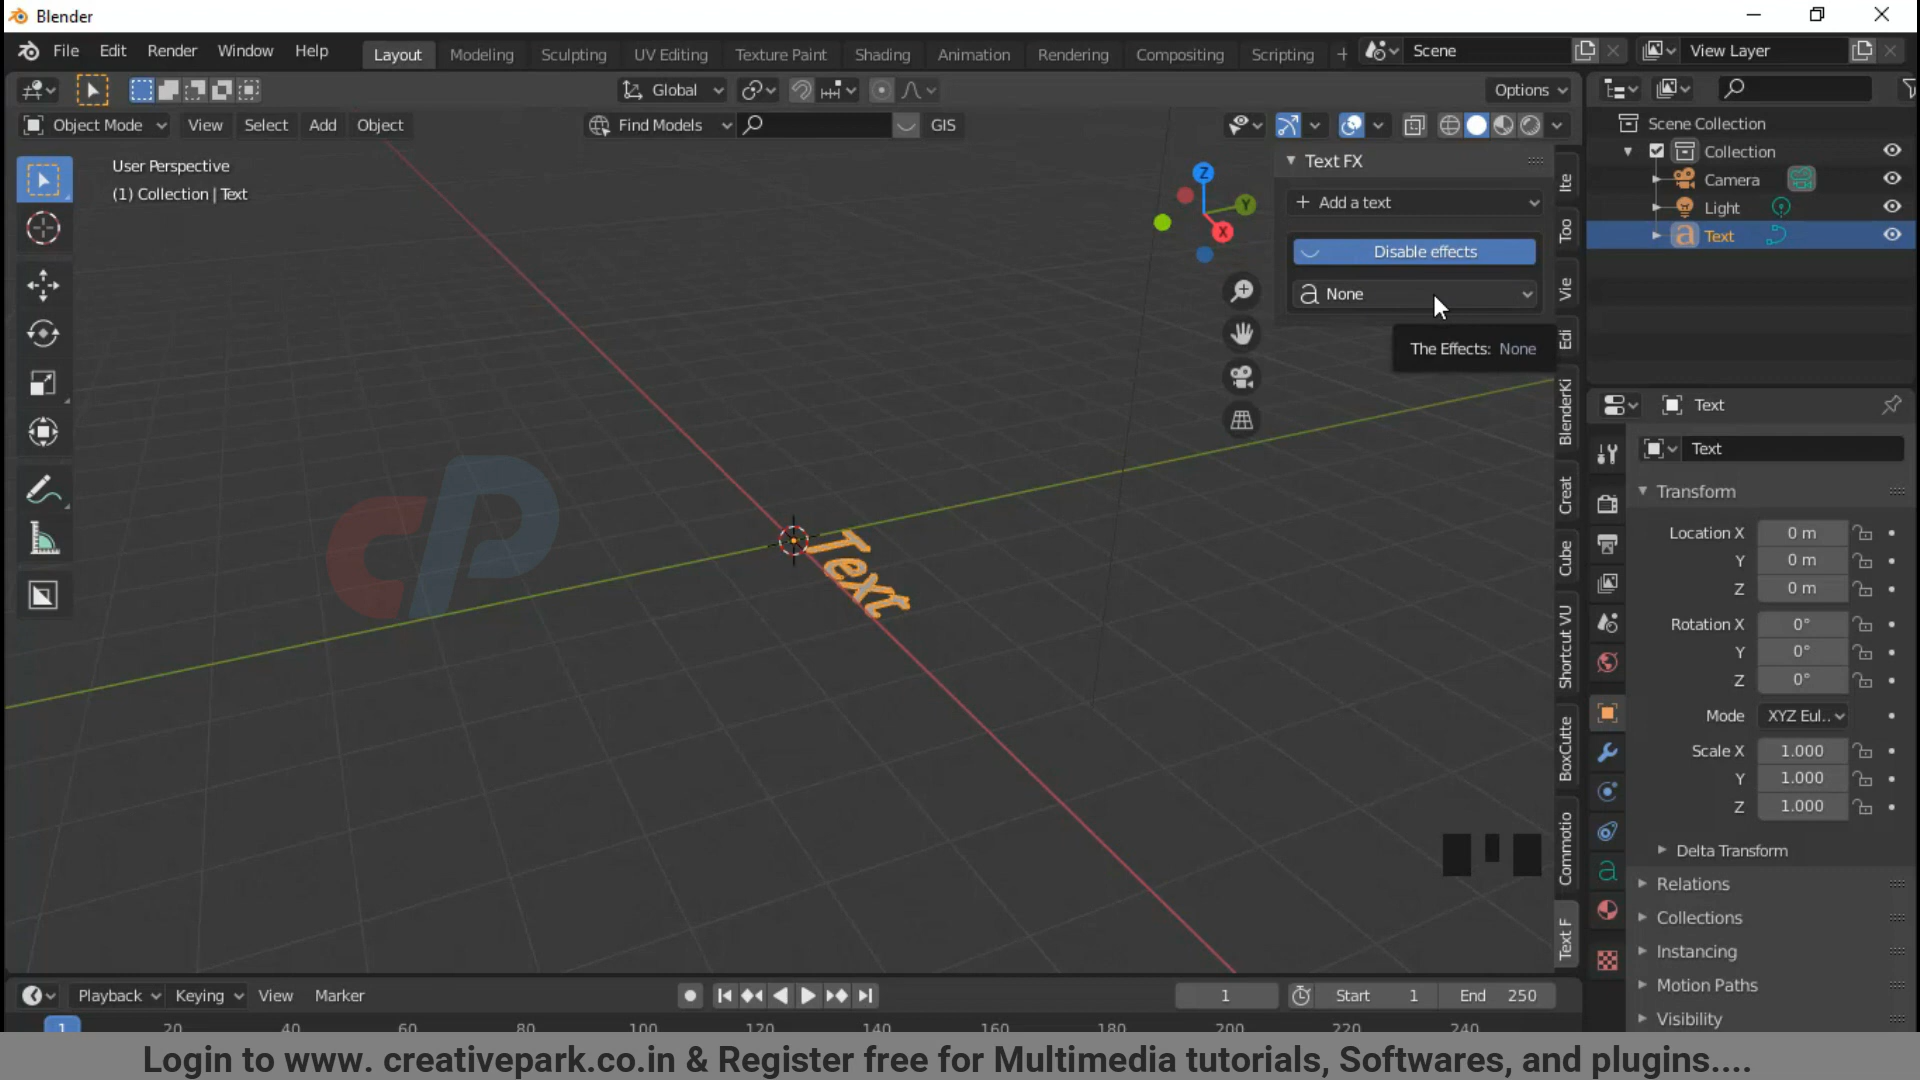 Blender
File Edit Render Window Help
Layout Modeling Sculpting UV Editing Texture Paint Shading Animation Rendering Compositing Scripting +
Scene
View Layer
Global
Options
Object Mode View Select Add Object
Find Models
GIS
User Perspective
(1) Collection | Text
Z
Y
X
Text FX
+ Add a text
Disable effects
a None
The Effects: None
Ite
Too
Vie
Edi
BlenderKi
Creat
Cube
Shortcut VU
BoxCutte
Commotio
Text F
Scene Collection
Collection
Camera
Light
a Text
Text
Text
Transform
Location X 0 m
Y 0 m
Z 0 m
Rotation X 0°
Y 0°
Z 0°
Mode XYZ Eul..
Scale X 1.000
Y 1.000
Z 1.000
Delta Transform
Relations
Collections
Instancing
Motion Paths
Visibility
CP
Text
Playback Keying View Marker
1
Start 1 End 250
1 20 40 60 80 100 120 140 160 180 200 220 240
Login to www. creativepark.co.in & Register free for Multimedia tutorials, Softwares, and plugins....